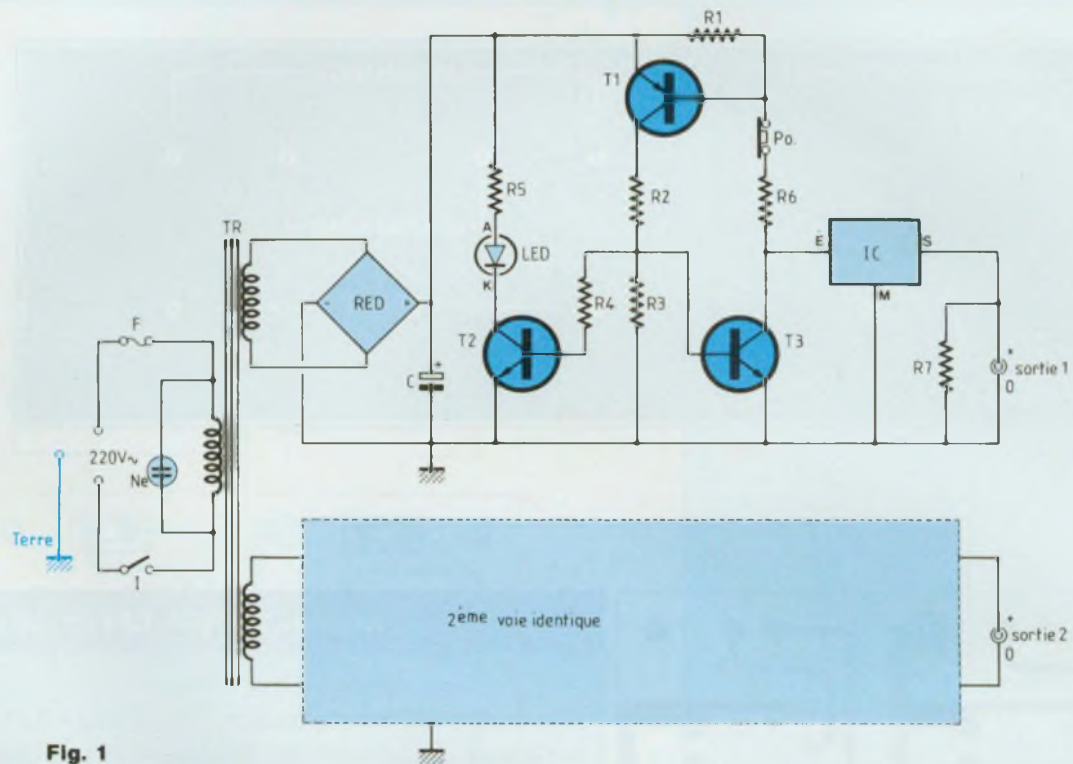 R1
T1
Po.
R5
R2
R6
TR
A
LED
K
E
IC
S
M
RED
-
+
R4
R3
F
T2
T3
R7
+
sortie 1
0
C
+
220V~
Ne
Terre
I
2ème voie identique
+
sortie 2
0
Fig. 1